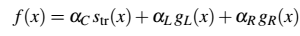 f(x) = α_C s_tr(x) + α_L g_L(x) + α_R g_R(x)